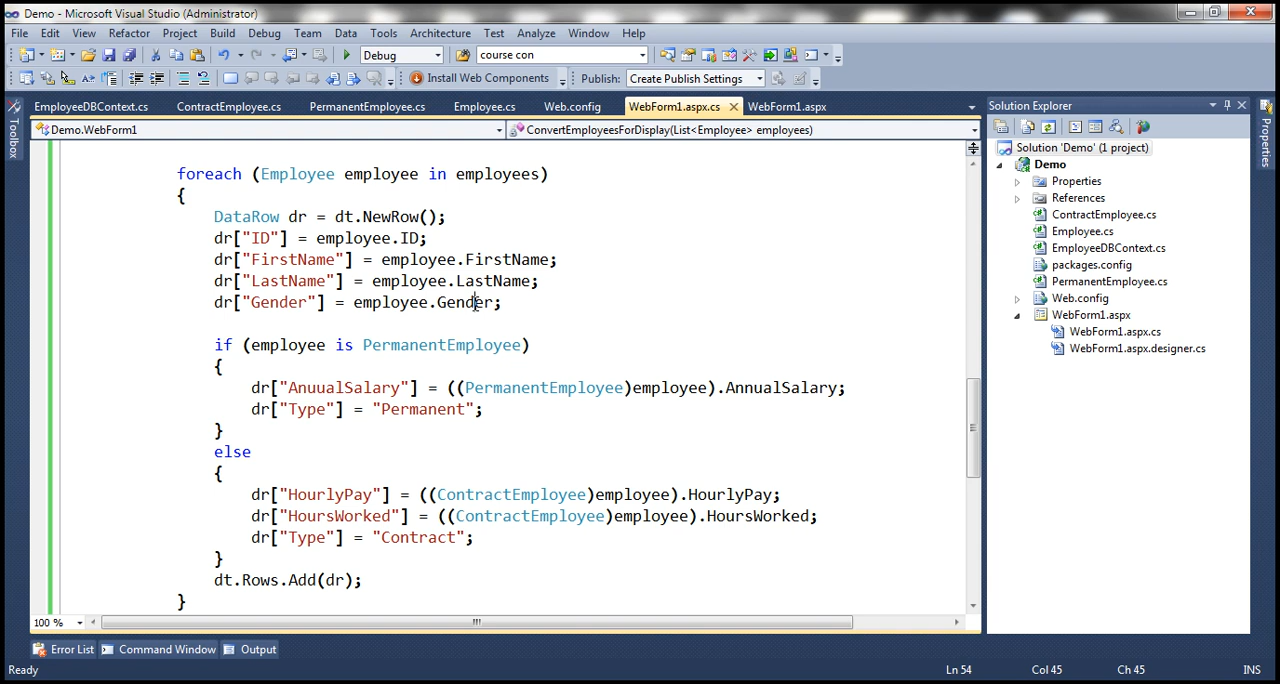 Demo - Microsoft Visual Studio (Administrator)
File Edit View Refactor Project Build Debug Team Data Tools Architecture Test Analyze Window Help
Debug course con
Install Web Components Publish: Create Publish Settings
EmployeeDBContext.cs ContractEmployee.cs PermanentEmployee.cs Employee.cs Web.config WebForm1.aspx.cs WebForm1.aspx
Demo.WebForm1 ConvertEmployeesForDisplay(List<Employee> employees)
foreach (Employee employee in employees)
{
DataRow dr = dt.NewRow();
dr["ID"] = employee.ID;
dr["FirstName"] = employee.FirstName;
dr["LastName"] = employee.LastName;
dr["Gender"] = employee.Gender;
if (employee is PermanentEmployee)
{
dr["AnuualSalary"] = ((PermanentEmployee)employee).AnnualSalary;
dr["Type"] = "Permanent";
}
else
{
dr["HourlyPay"] = ((ContractEmployee)employee).HourlyPay;
dr["HoursWorked"] = ((ContractEmployee)employee).HoursWorked;
dr["Type"] = "Contract";
}
dt.Rows.Add(dr);
}
100 %
Toolbox
Solution Explorer
Solution 'Demo' (1 project)
Demo
Properties
References
ContractEmployee.cs
Employee.cs
EmployeeDBContext.cs
packages.config
PermanentEmployee.cs
Web.config
WebForm1.aspx
WebForm1.aspx.cs
WebForm1.aspx.designer.cs
Properties
Error List Command Window Output
Ready Ln 54 Col 45 Ch 45 INS